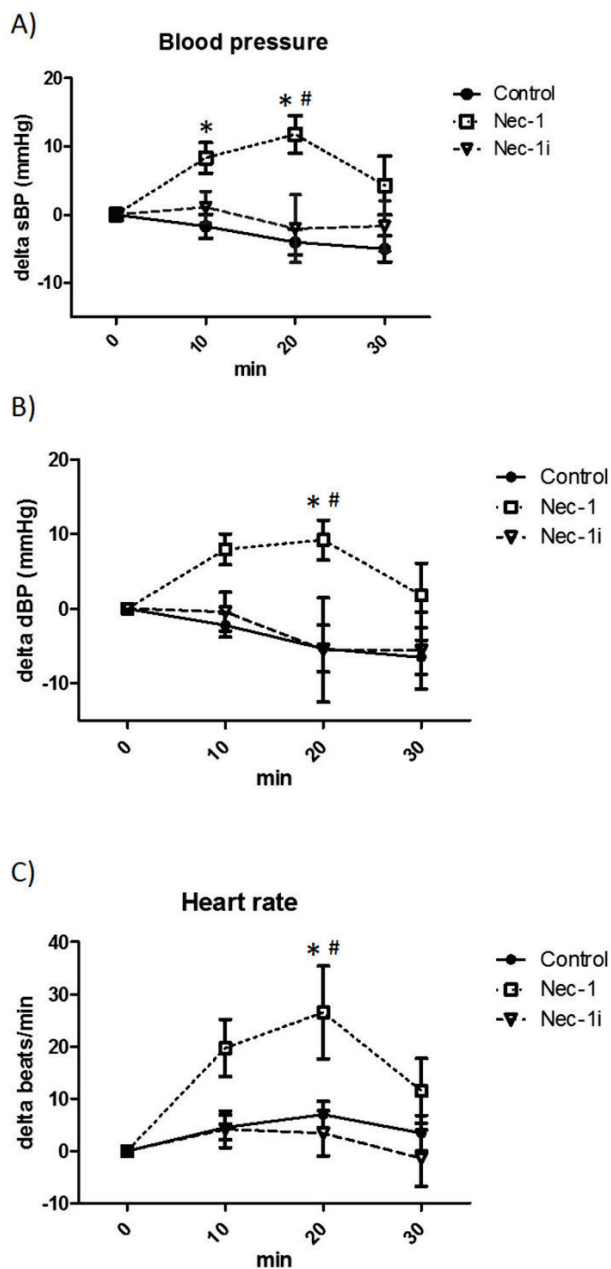 A)
Blood pressure
Control
Nec-1
Nec-1i
delta sBP (mmHg)
20
10
0
-10
*
* #
0
10
20
30
min
B)
Control
Nec-1
Nec-1i
delta dBP (mmHg)
20
10
0
-10
* #
0
10
20
30
min
C)
Heart rate
Control
Nec-1
Nec-1i
delta beats/min
40
30
20
10
0
-10
* #
0
10
20
30
min